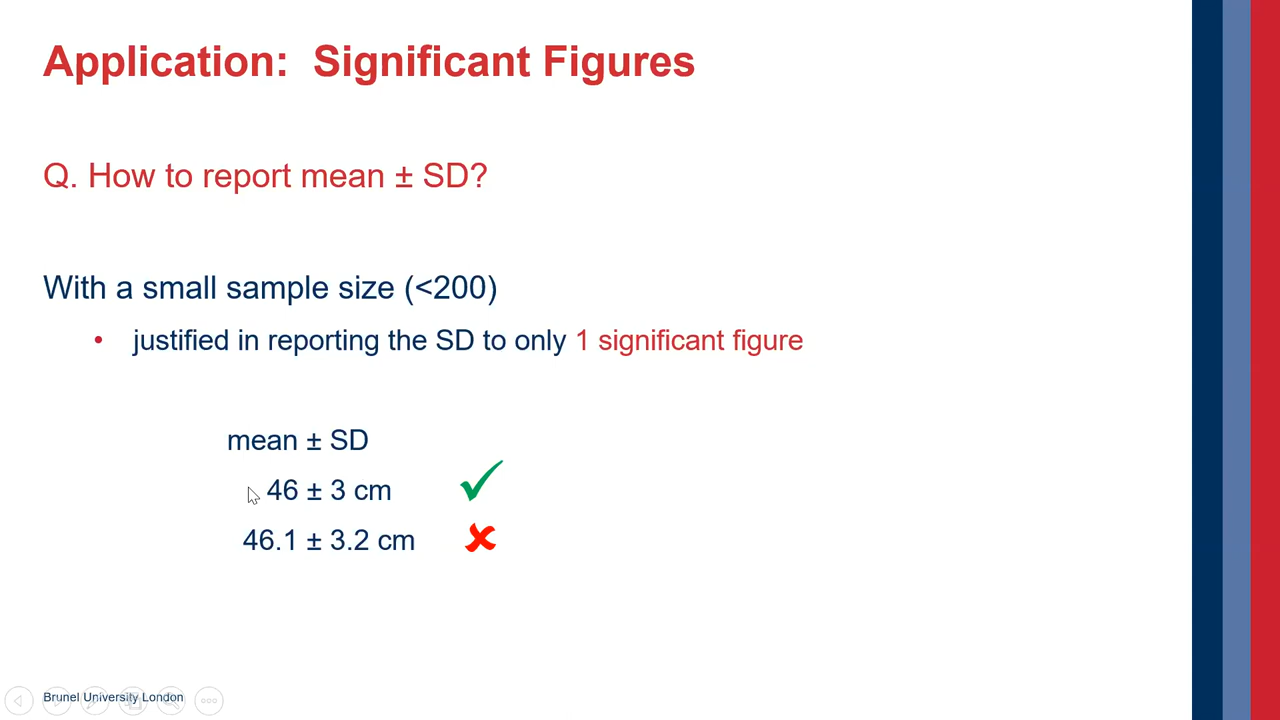 Application: Significant Figures
Q. How to report mean ± SD?
With a small sample size (<200)
• justified in reporting the SD to only 1 significant figure
mean ± SD
46 ± 3 cm
46.1 ± 3.2 cm
Brunel University London